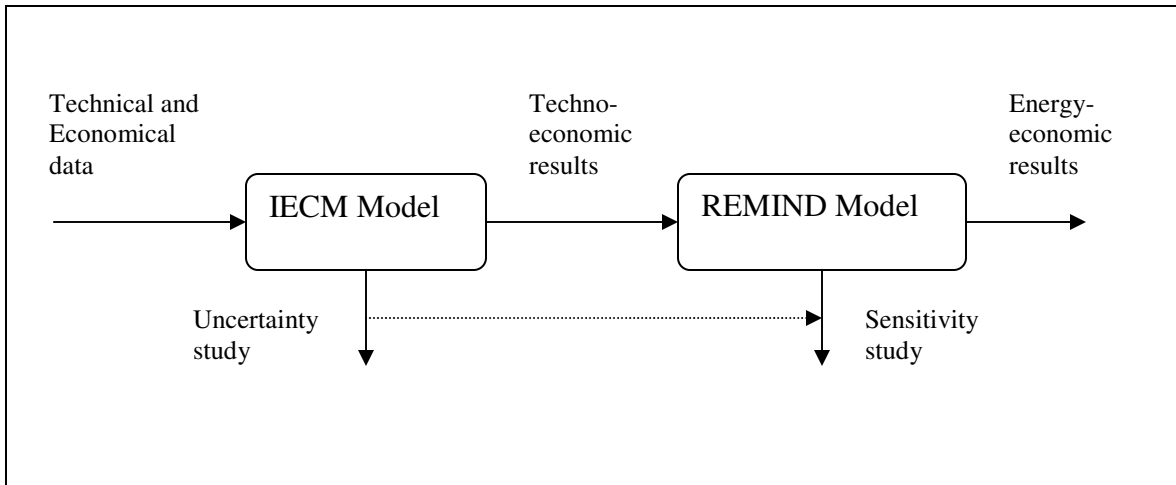 Technical and
Economical
data
Techno-
economic
results
Energy-
economic
results
IECM Model
REMIND Model
Uncertainty
study
Sensitivity
study